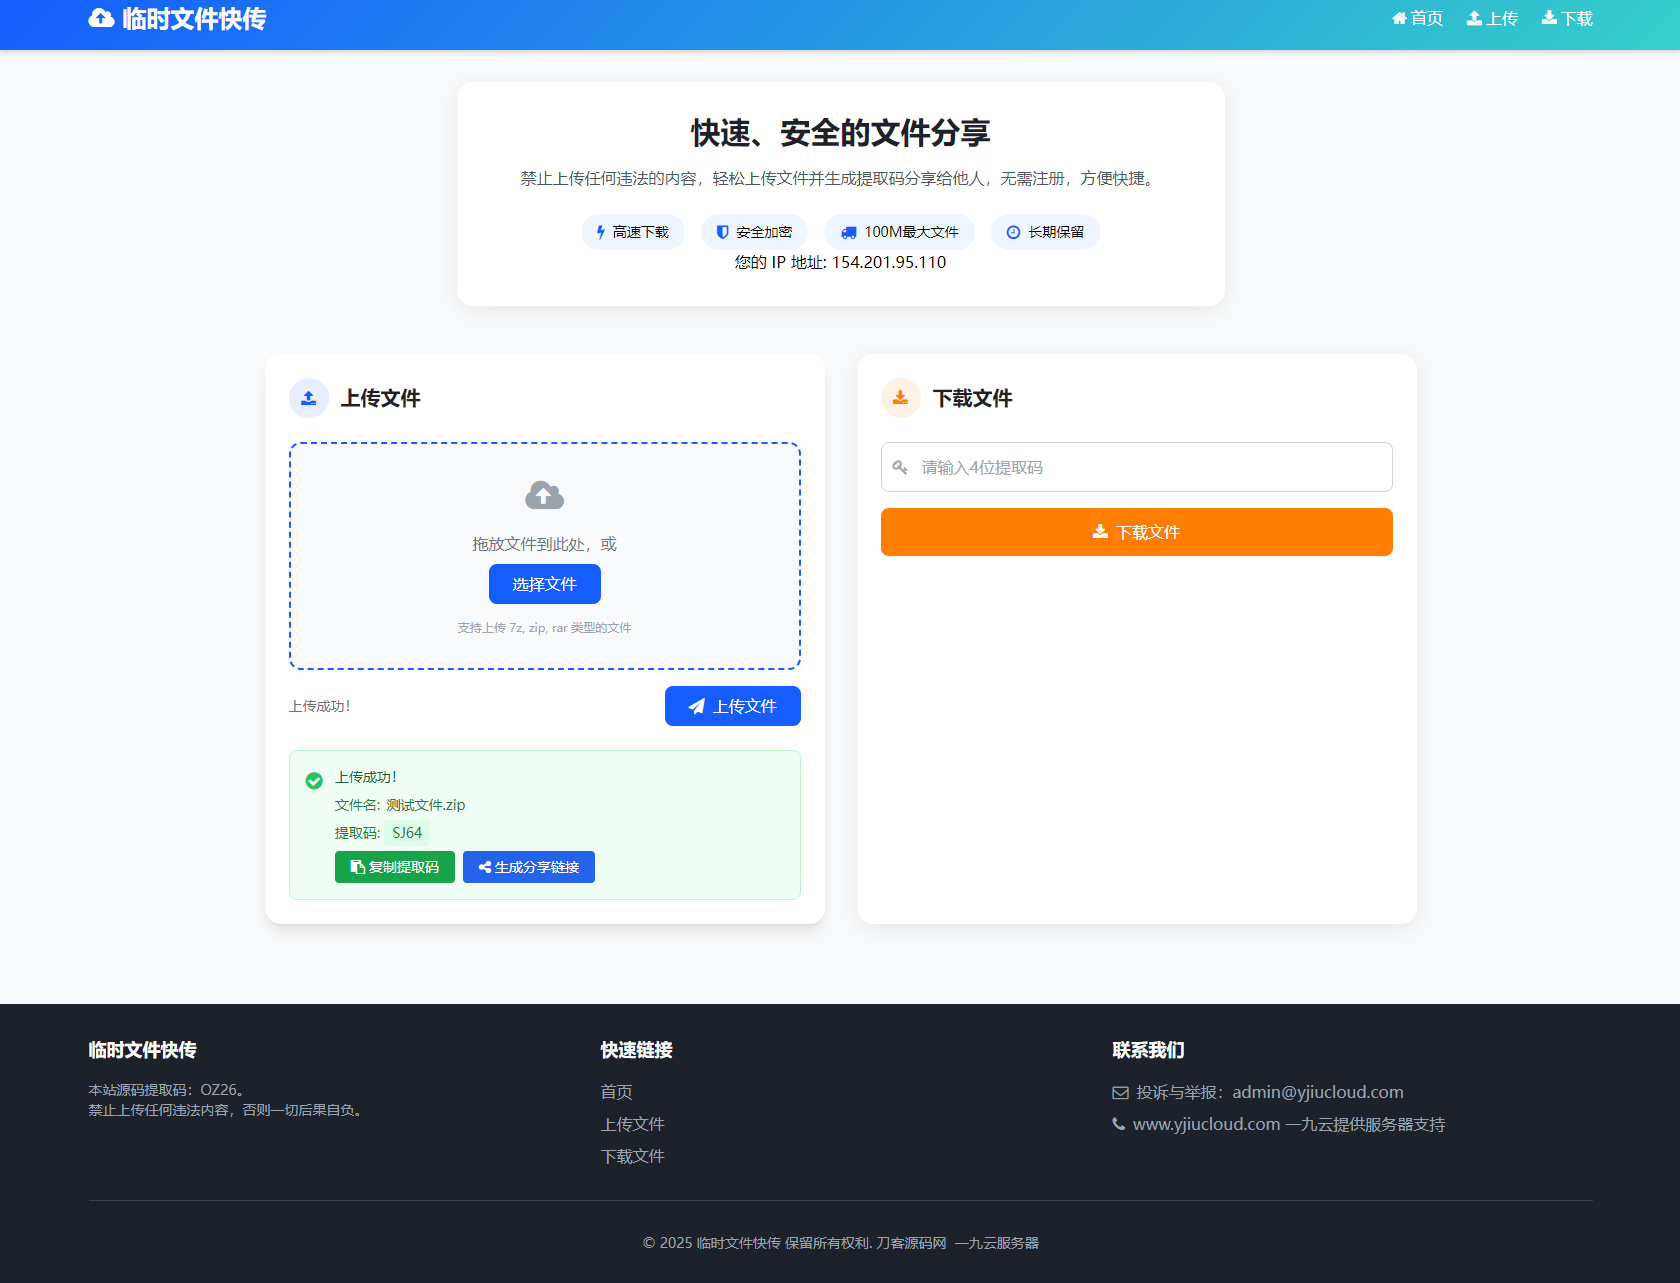 临时文件快传
首页 上传 下载
快速、安全的文件分享
禁止上传任何违法的内容，轻松上传文件并生成提取码分享给他人，无需注册，方便快捷。
高速下载 安全加密 100M最大文件 长期保留
您的 IP 地址: 154.201.95.110
上传文件
拖放文件到此处，或
选择文件
支持上传 7z, zip, rar 类型的文件
上传成功!
上传文件
上传成功!
文件名: 测试文件.zip
提取码: SJ64
复制提取码 生成分享链接
下载文件
请输入4位提取码
下载文件
临时文件快传
本站源码提取码：OZ26。
禁止上传任何违法内容，否则一切后果自负。
快速链接
首页
上传文件
下载文件
联系我们
投诉与举报：admin@yjiucloud.com
www.yjiucloud.com 一九云提供服务器支持
© 2025 临时文件快传 保留所有权利. 刀客源码网 一九云服务器